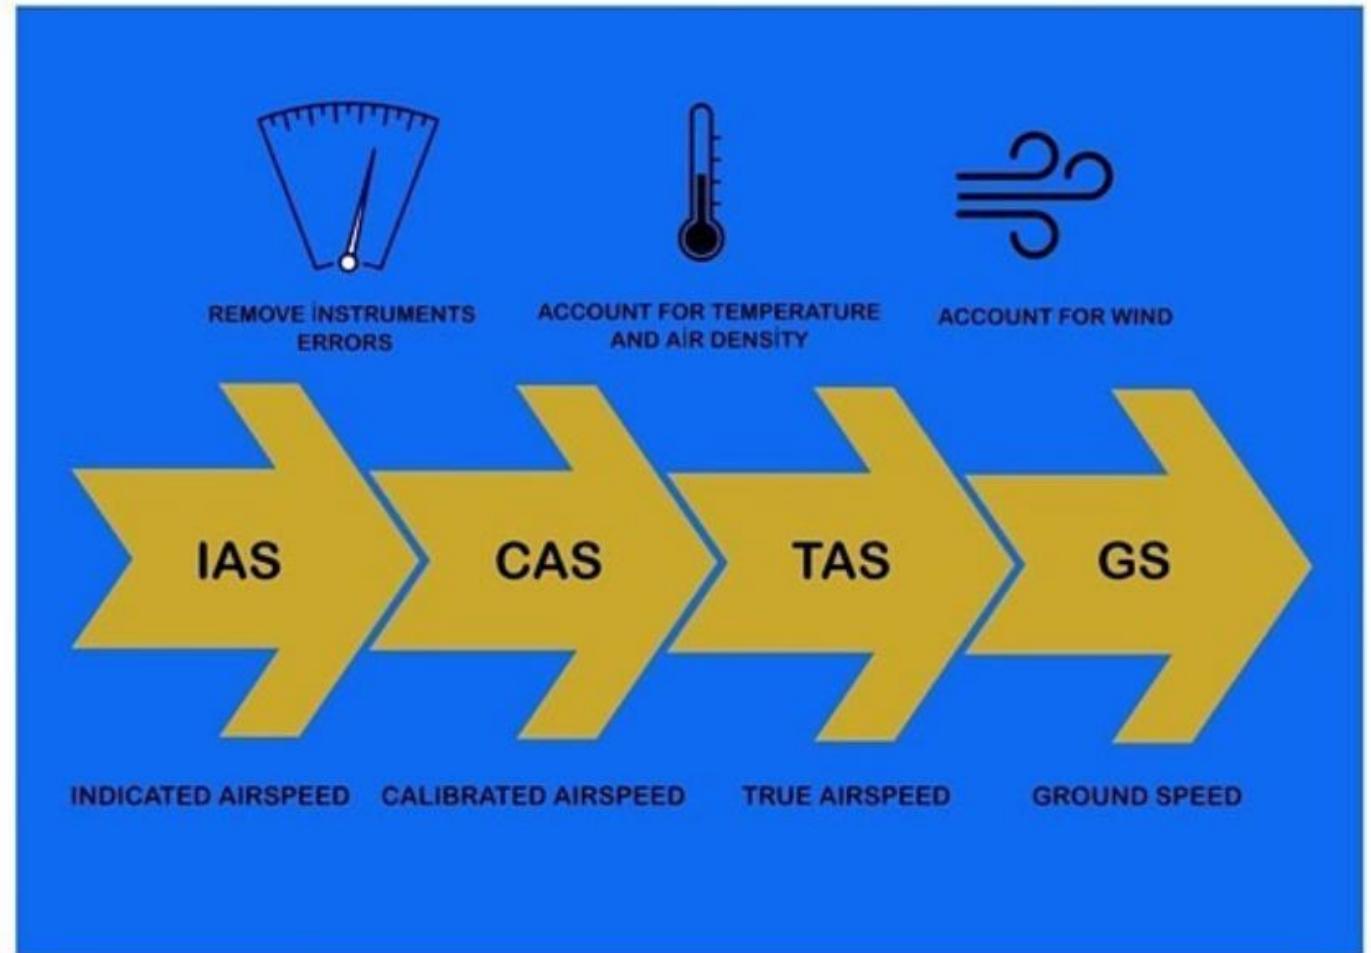 REMOVE İNSTRUMENTS
ERRORS
ACCOUNT FOR TEMPERATURE
AND AİR DENSİTY
ACCOUNT FOR WIND
IAS
CAS
TAS
GS
INDICATED AIRSPEED
CALIBRATED AIRSPEED
TRUE AIRSPEED
GROUND SPEED